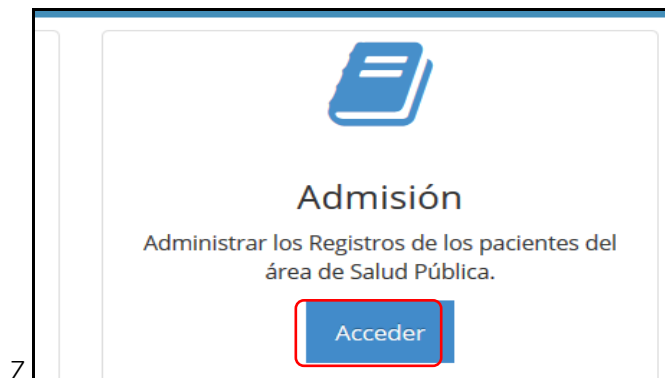 Admisión
Administrar los Registros de los pacientes del
área de Salud Pública.
Acceder
7